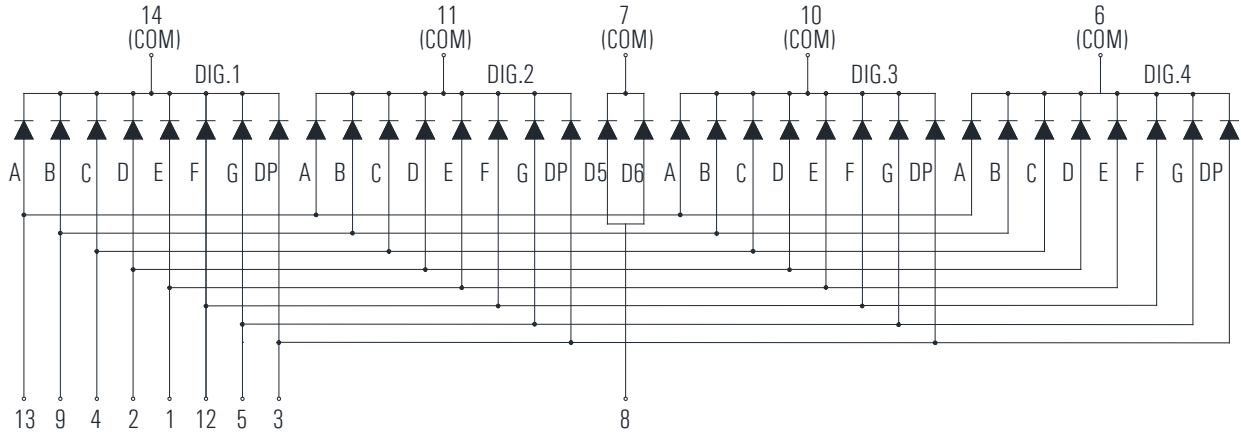 14 11 7 10 6
(COM) (COM) (COM) (COM) (COM)
DIG.1 DIG.2 DIG.3 DIG.4
A B C D E F G DP A B C D E F G DP D5 D6 A B C D E F G DP A B C D E F G DP
13 9 4 2 1 12 5 3 8